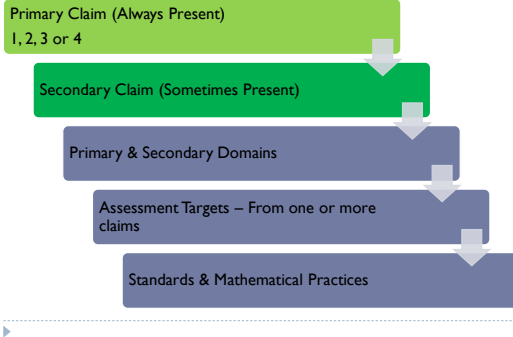 Primary Claim (Always Present)
1, 2, 3 or 4
Secondary Claim (Sometimes Present)
Primary & Secondary Domains
Assessment Targets – From one or more
claims
Standards & Mathematical Practices